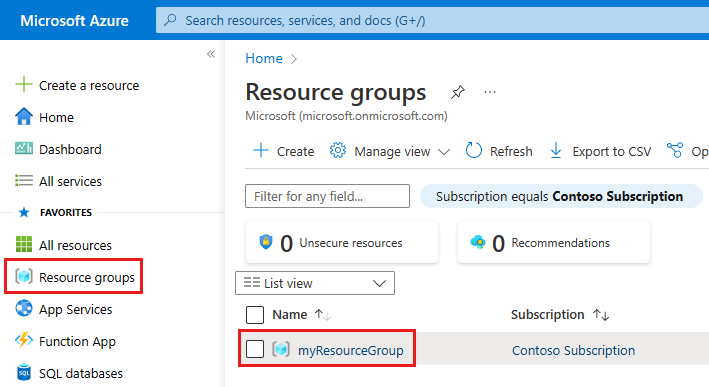 Microsoft Azure
Search resources, services, and docs (G+/)
«
Create a resource
Home
Dashboard
All services
FAVORITES
All resources
Resource groups
App Services
Function App
SQL databases
Home >
Resource groups ...
Microsoft (microsoft.onmicrosoft.com)
Create Manage view Refresh Export to CSV Op
Filter for any field... Subscription equals Contoso Subscription
0 Unsecure resources 0 Recommendations
List view
Name ↑↓ Subscription ↑↓
myResourceGroup Contoso Subscription